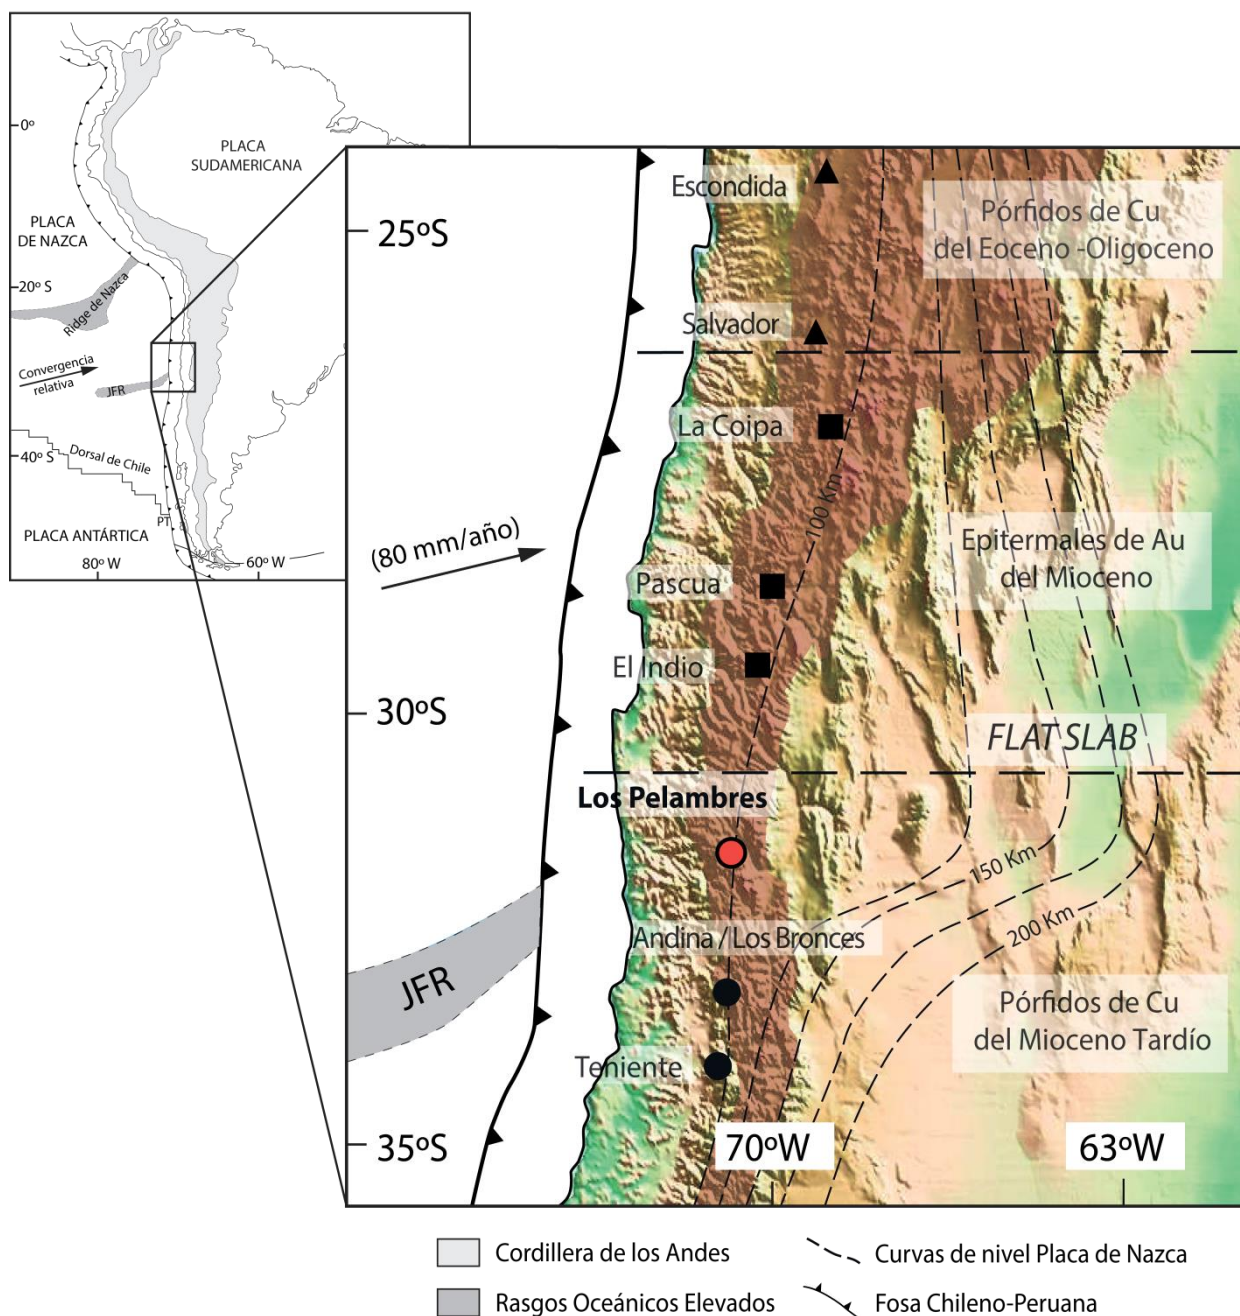 0º
20º S
40º S
80º W
60º W
PLACA
SUDAMERICANA
PLACA
DE NAZCA
Ridge de Nazca
Convergencia
relativa
JFR
Dorsal de Chile
PT
PLACA ANTÁRTICA
25ºS
30ºS
35ºS
70ºW
63ºW
Escondida
Pórfidos de Cu
del Eoceno -Oligoceno
Salvador
La Coipa
100 Km
(80 mm/año)
Epitermales de Au
del Mioceno
Pascua
El Indio
FLAT SLAB
Los Pelambres
150 Km
200 Km
Andina / Los Bronces
JFR
Pórfidos de Cu
del Mioceno Tardío
Teniente
Cordillera de los Andes
Curvas de nivel Placa de Nazca
Rasgos Oceánicos Elevados
Fosa Chileno-Peruana